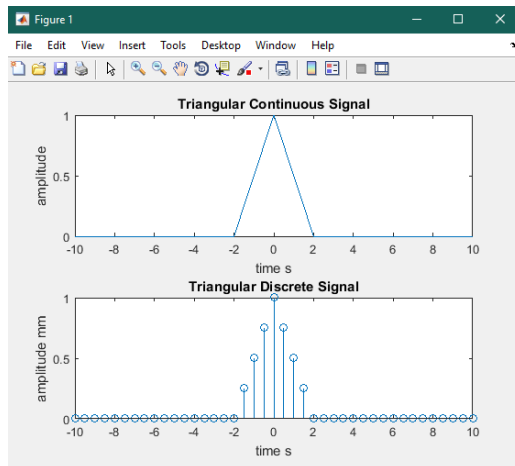 Figure 1
File Edit View Insert Tools Desktop Window Help
Triangular Continuous Signal
1
0.5
0
amplitude
-10 -8 -6 -4 -2 0 2 4 6 8 10
time s
Triangular Discrete Signal
1
0.5
0
amplitude mm
-10 -8 -6 -4 -2 0 2 4 6 8 10
time s